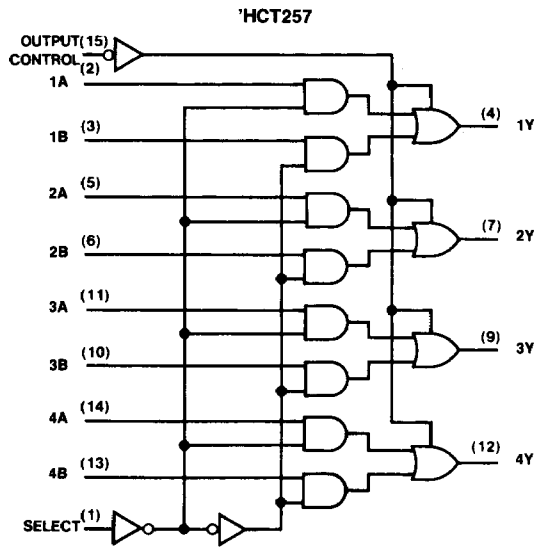 'HCT257
OUTPUT (15)
CONTROL
1A (2)
1B (3)
2A (5)
2B (6)
3A (11)
3B (10)
4A (14)
4B (13)
SELECT (1)
(4) 1Y
(7) 2Y
(9) 3Y
(12) 4Y